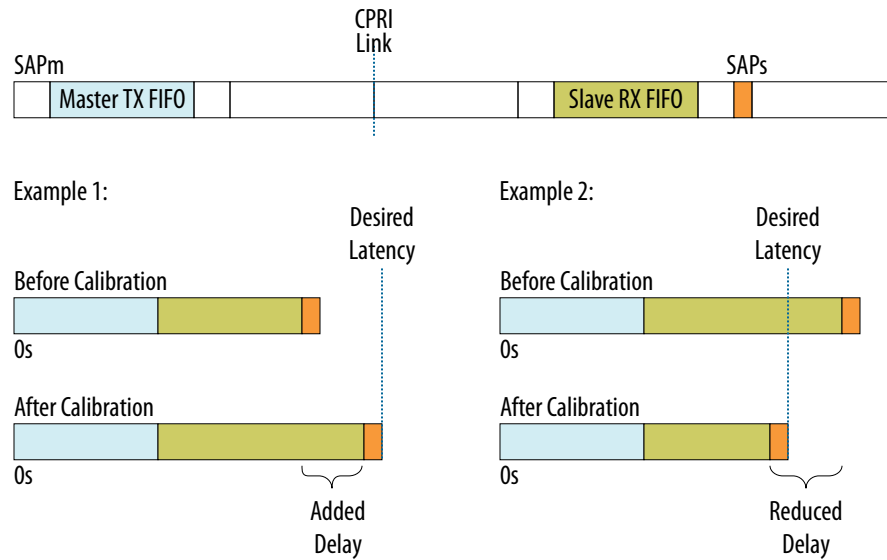 CPRI
Link
SAPm
SAPs
Master TX FIFO
Slave RX FIFO
Example 1:
Desired
Latency
Before Calibration
0s
After Calibration
0s
Added
Delay
Example 2:
Desired
Latency
Before Calibration
0s
After Calibration
0s
Reduced
Delay